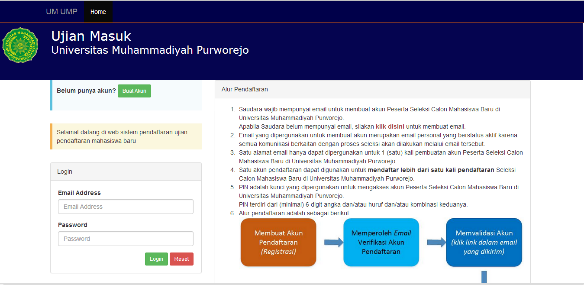 UM UMP Home
Ujian Masuk
Universitas Muhammadiyah Purworejo
Belum punya akun? Buat Akun
Selamat datang di web sistem pendaftaran ujian
pendaftaran mahasiswa baru
Login
Email Address
Email Address
Password
Password
Login Reset
Alur Pendaftaran
1. Saudara wajib mempunyai email untuk membuat akun Peserta Seleksi Calon Mahasiswa Baru di
Universitas Muhammadiyah Purworejo.
Apabila Saudara belum mempunyai email, silakan klik disini untuk membuat email.
2. Email yang dipergunakan untuk membuat akun merupakan email personal yang berstatus aktif karena
semua komunikasi berkaitan dengan proses seleksi akan dilakukan melalui email tersebut.
3. Satu alamat email hanya dapat dipergunakan untuk 1 (satu) kali pembuatan akun Peserta Seleksi Calon
Mahasiswa Baru di Universitas Muhammadiyah Purworejo.
4. Satu akun pendaftaran dapat digunakan untuk mendaftar lebih dari satu kali pendaftaran Seleksi
Calon Mahasiswa Baru di Universitas Muhammadiyah Purworejo.
5. PIN adalah kunci yang dipergunakan untuk mengakses akun Peserta Seleksi Calon Mahasiswa Baru di
Universitas Muhammadiyah Purworejo.
PIN terdiri dari (minimal) 6 digit angka dan/atau huruf dan/atau kombinasi keduanya.
6. Alur pendaftaran adalah sebagai berikut
Membuat Akun
Pendaftaran
(Registrasi)
Memperoleh Email
Verifikasi Akun
Pendaftaran
Memvalidasi Akun
(klik link dalam email
yang dikirim)